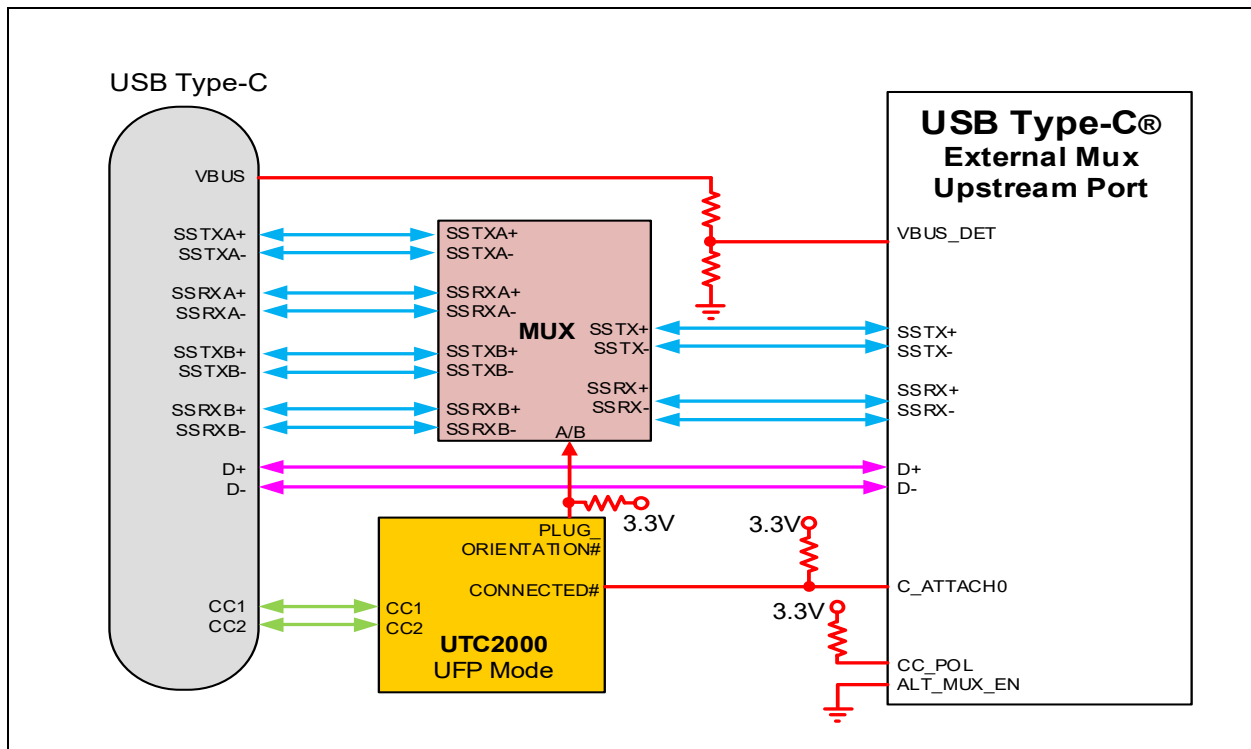 USB Type-C
VBUS
SSTXA+
SSTXA-
SSRXA+
SSRXA-
SSTXB+
SSTXB-
SSRXB+
SSRXB-
D+
D-
CC1
CC2
SSTXA+
SSTXA-
SSRXA+
SSRXA-
MUX
SSTXB+
SSTXB-
SSRXB+
SSRXB-
SSTX+
SSTX-
SSRX+
SSRX-
A/B
3.3V
PLUG_
ORIENTATION#
CONNECTED#
CC1
CC2
UTC2000
UFP Mode
3.3V
3.3V
USB Type-C®
External Mux
Upstream Port
VBUS_DET
SSTX+
SSTX-
SSRX+
SSRX-
D+
D-
C_ATTACH0
CC_POL
ALT_MUX_EN